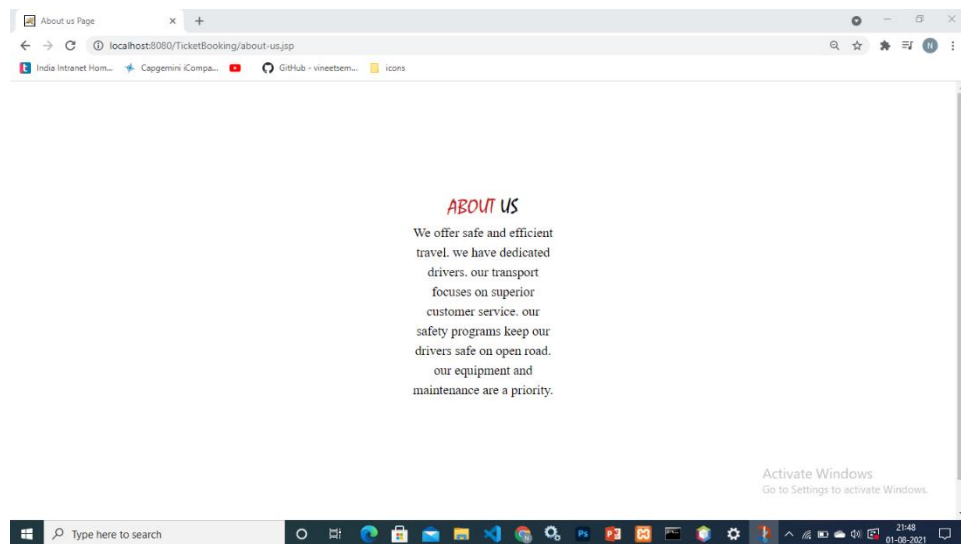 About us Page
localhost:8080/TicketBooking/about-us.jsp
N
India Intranet Hom... Capgemini iCompa... GitHub - vineetsem... icons
ABOUT US
We offer safe and efficient
travel. we have dedicated
drivers. our transport
focuses on superior
customer service. our
safety programs keep our
drivers safe on open road.
our equipment and
maintenance are a priority.
Activate Windows
Go to Settings to activate Windows.
Type here to search
Ps
21:48
01-08-2021